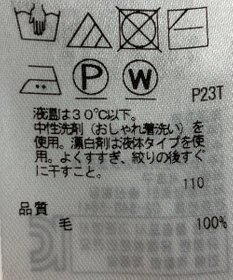 P W
P23T
液温は30℃以下。
中性洗剤（おしゃれ着洗い）を
使用。漂白剤は液体タイプを使
用。よくすすぎ、絞りの後すぐ
に干すこと。
110
品質
毛 100%